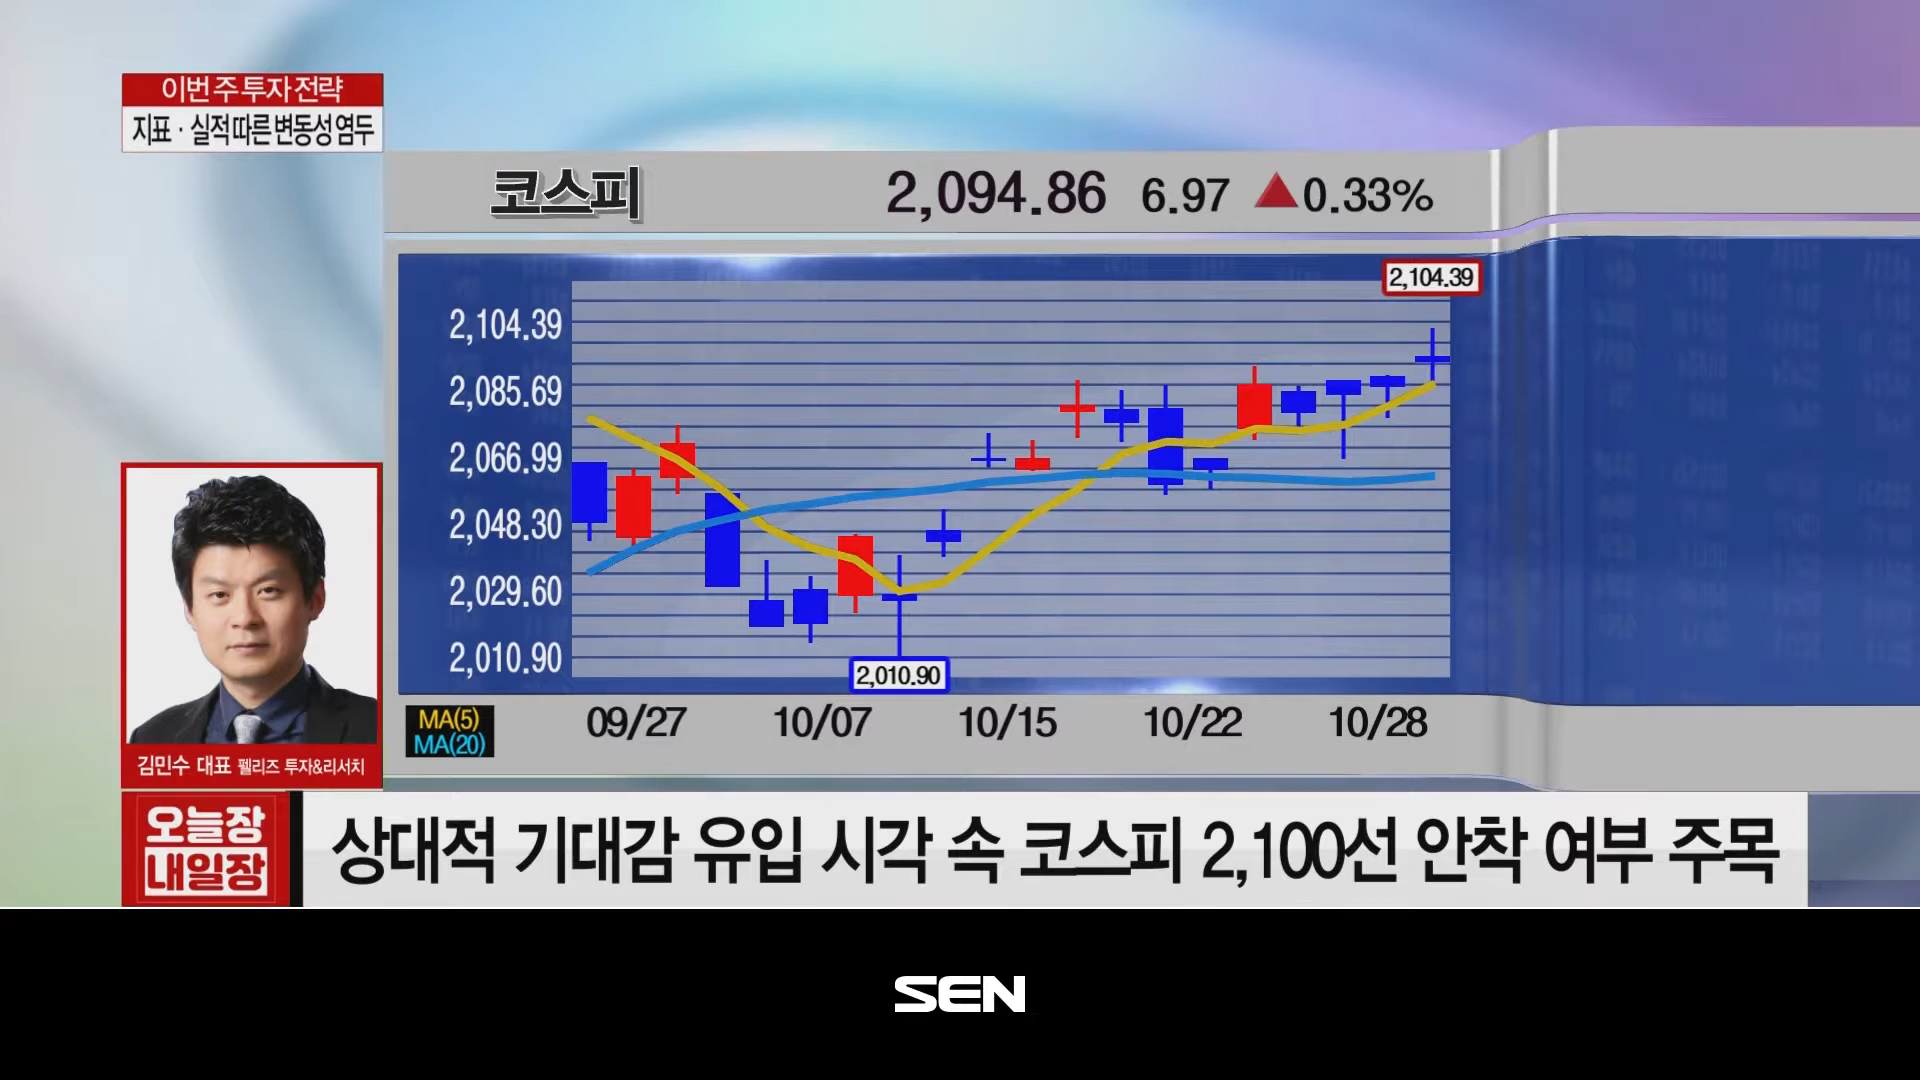 이번 주 투자 전략
지표 · 실적 따른 변동성 염두
코스피 2,094.86 6.97 ▲0.33%
2,104.39
2,104.39
2,085.69
2,066.99
2,048.30
2,029.60
2,010.90
2,010.90
MA(5)
MA(20)
09/27 10/07 10/15 10/22 10/28
김민수 대표 펠리즈 투자&리서치
오늘장
내일장
상대적 기대감 유입 시각 속 코스피 2,100선 안착 여부 주목
SEN